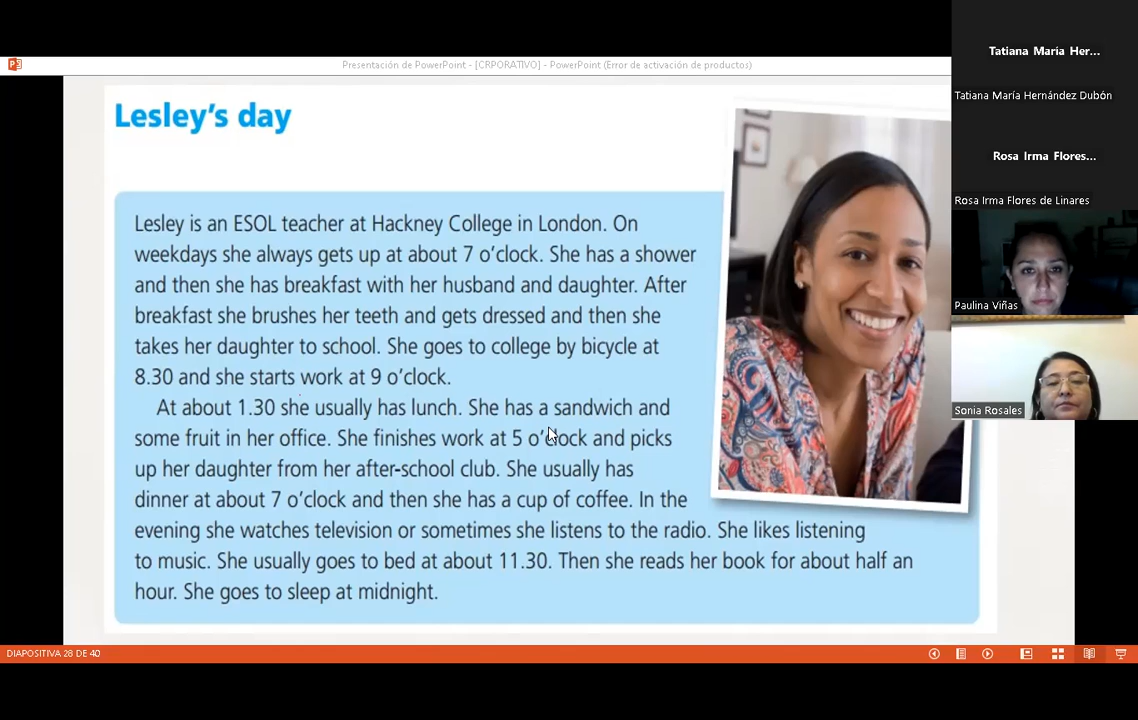 Presentación de PowerPoint - [CRPORATIVO] - PowerPoint (Error de activación de productos)
Lesley's day
Lesley is an ESOL teacher at Hackney College in London. On
weekdays she always gets up at about 7 o'clock. She has a shower
and then she has breakfast with her husband and daughter. After
breakfast she brushes her teeth and gets dressed and then she
takes her daughter to school. She goes to college by bicycle at
8.30 and she starts work at 9 o'clock.
At about 1.30 she usually has lunch. She has a sandwich and
some fruit in her office. She finishes work at 5 o'clock and picks
up her daughter from her after-school club. She usually has
dinner at about 7 o'clock and then she has a cup of coffee. In the
evening she watches television or sometimes she listens to the radio. She likes listening
to music. She usually goes to bed at about 11.30. Then she reads her book for about half an
hour. She goes to sleep at midnight.
Tatiana Maria Her...
Tatiana María Hernández Dubón
Rosa Irma Flores...
Rosa Irma Flores de Linares
Paulina Viñas
Sonia Rosales
DIAPOSITIVA 28 DE 40